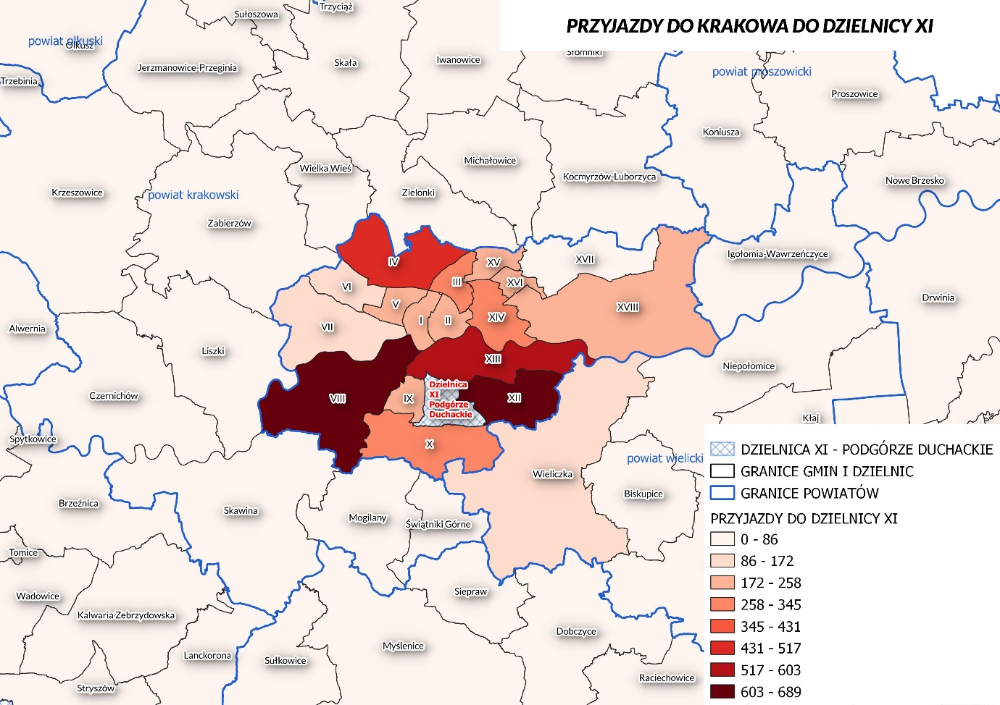 PRZYJAZDY DO KRAKOWA DO DZIELNICY XI
Trzyciąż
Sułoszowa
powiat olkuski
Olkusz
Słomniki
Iwanowice
Skała
Jerzmanowice-Przeginia
powiat proszowicki
Trzebinia
Proszowice
Koniusza
Michałowice
Wielka Wieś
Kocmyrzów-Luborzyca
Nowe Brzesko
Krzeszowice
powiat krakowski
Zielonki
Zabierzów
Igołomia-Wawrzeńczyce
IV
XV
XVII
III
XVI
VI
Drwinia
V
XVIII
I
II
XIV
VII
Alwernia
Liszki
XIII
Niepołomice
Dzielnica
XI
Podgórze
Duchackie
Czernichów
VIII
IX
XII
Kłaj
Spytkowice
X
powiat wielicki
Wieliczka
Biskupice
Brzeźnica
Skawina
Mogilany
Świątniki Górne
Tomice
Wadowice
Siepraw
Kalwaria Zebrzydowska
Dobczyce
Myślenice
Lanckorona
Sułkowice
Raciechowice
Stryszów
DZIELNICA XI - PODGÓRZE DUCHACKIE
GRANICE GMIN I DZIELNIC
GRANICE POWIATÓW
PRZYJAZDY DO DZIELNICY XI
0 - 86
86 - 172
172 - 258
258 - 345
345 - 431
431 - 517
517 - 603
603 - 689